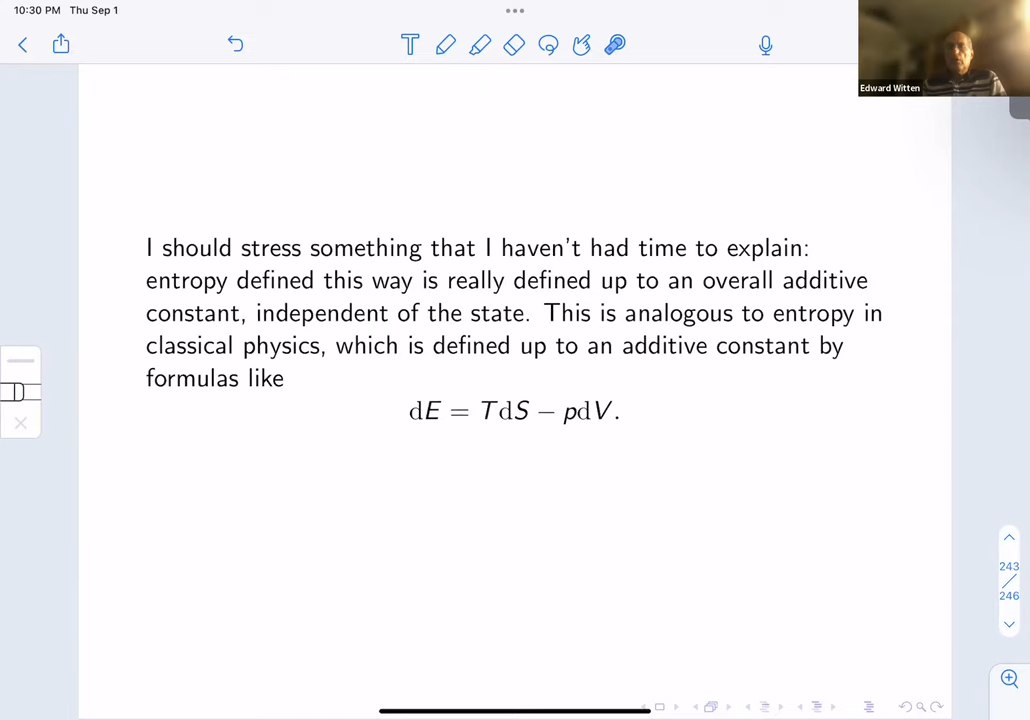 10:30 PM Thu Sep 1
Edward Witten
I should stress something that I haven't had time to explain:
entropy defined this way is really defined up to an overall additive
constant, independent of the state. This is analogous to entropy in
classical physics, which is defined up to an additive constant by
formulas like
dE = TdS − pdV.
243
/
246